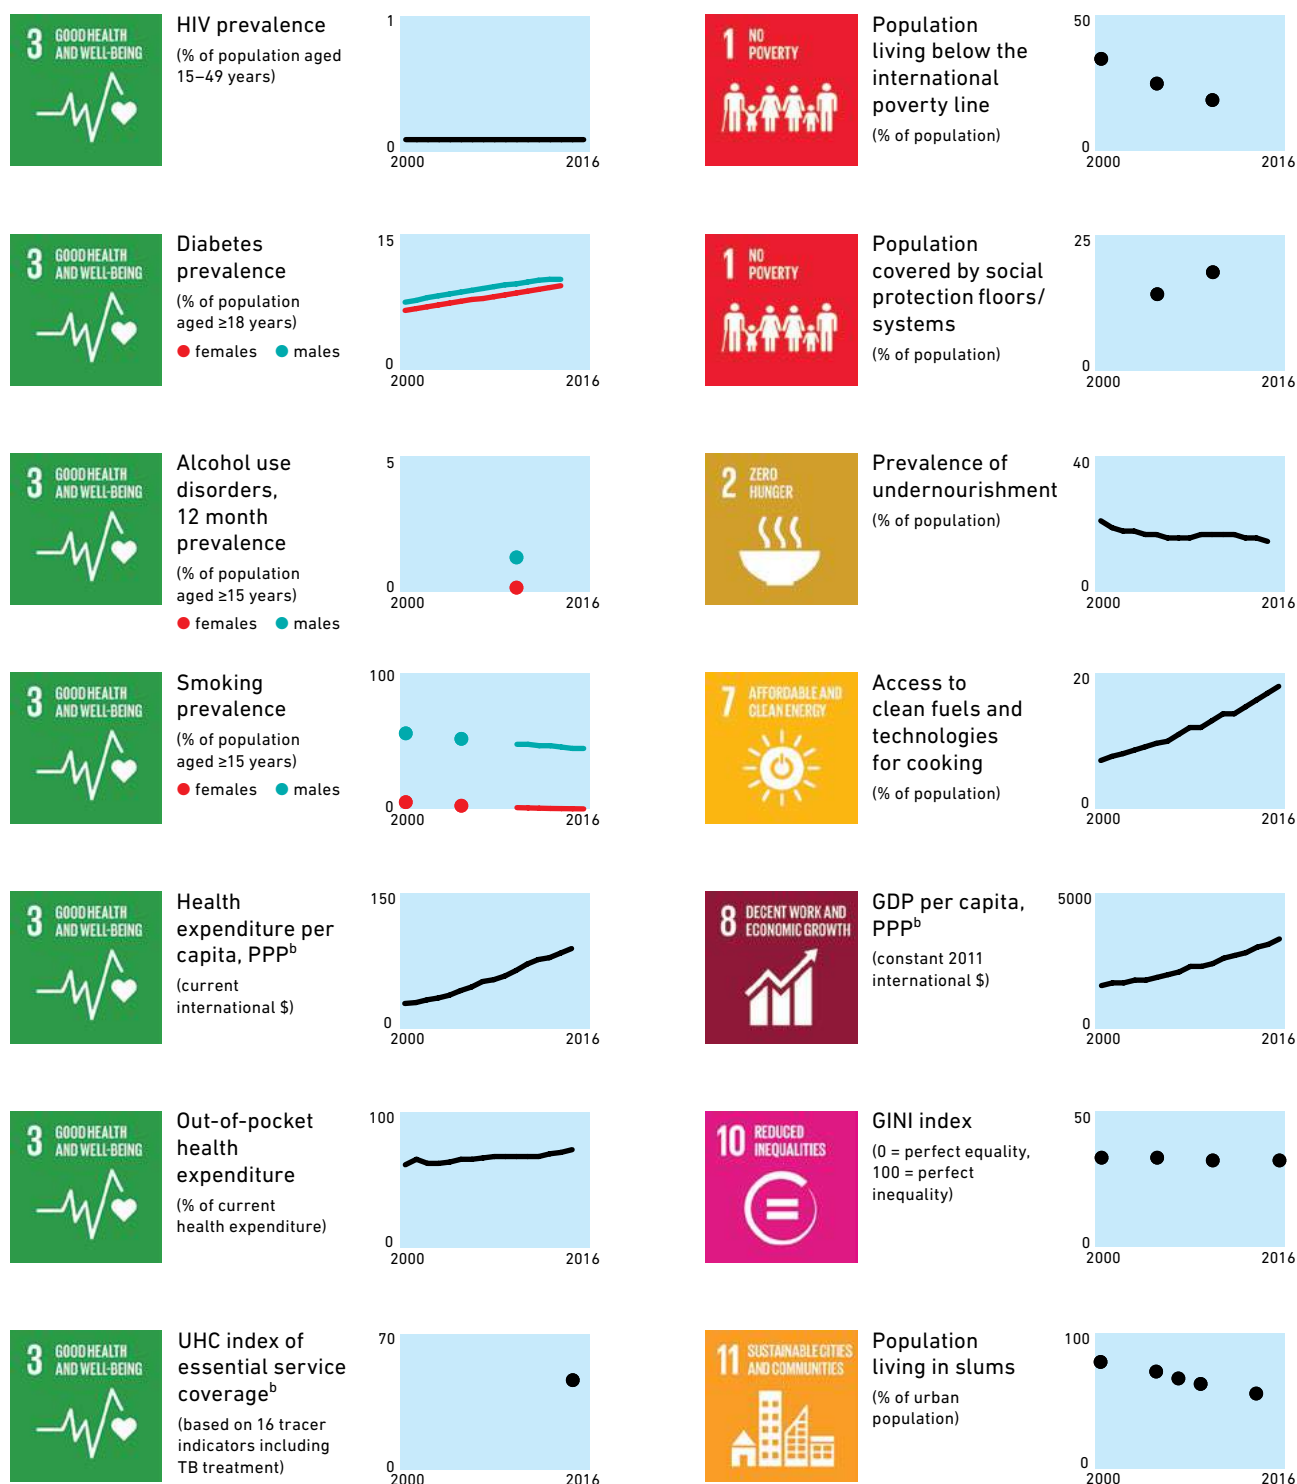 3 GOOD HEALTH
AND WELL-BEING
HIV prevalence
(% of population aged
15–49 years)
1
0
2000 2016
1 NO
POVERTY
Population
living below the
international
poverty line
(% of population)
50
0
2000 2016
3 GOOD HEALTH
AND WELL-BEING
Diabetes
prevalence
(% of population
aged ≥18 years)
● females ● males
15
0
2000 2016
1 NO
POVERTY
Population
covered by social
protection floors/
systems
(% of population)
25
0
2000 2016
3 GOOD HEALTH
AND WELL-BEING
Alcohol use
disorders,
12 month
prevalence
(% of population
aged ≥15 years)
● females ● males
5
0
2000 2016
2 ZERO
HUNGER
Prevalence of
undernourishment
(% of population)
40
0
2000 2016
3 GOOD HEALTH
AND WELL-BEING
Smoking
prevalence
(% of population
aged ≥15 years)
● females ● males
100
0
2000 2016
7 AFFORDABLE AND
CLEAN ENERGY
Access to
clean fuels and
technologies
for cooking
(% of population)
20
0
2000 2016
3 GOOD HEALTH
AND WELL-BEING
Health
expenditure per
capita, PPPᵇ
(current
international $)
150
0
2000 2016
8 DECENT WORK AND
ECONOMIC GROWTH
GDP per capita,
PPPᵇ
(constant 2011
international $)
5000
0
2000 2016
3 GOOD HEALTH
AND WELL-BEING
Out-of-pocket
health
expenditure
(% of current
health expenditure)
100
0
2000 2016
10 REDUCED
INEQUALITIES
GINI index
(0 = perfect equality,
100 = perfect
inequality)
50
0
2000 2016
3 GOOD HEALTH
AND WELL-BEING
UHC index of
essential service
coverageᵇ
(based on 16 tracer
indicators including
TB treatment)
70
0
2000 2016
11 SUSTAINABLE CITIES
AND COMMUNITIES
Population
living in slums
(% of urban
population)
100
0
2000 2016